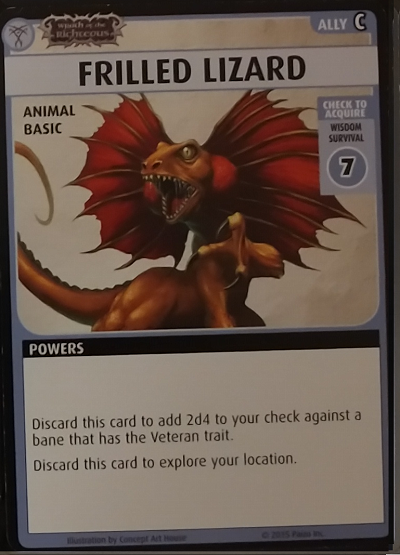 Wrath of the
Righteous
ALLY C
FRILLED LIZARD
ANIMAL
BASIC
CHECK TO
ACQUIRE
WISDOM
SURVIVAL
7
POWERS
Discard this card to add 2d4 to your check against a
bane that has the Veteran trait.
Discard this card to explore your location.
Illustration by Concept Art House
© 2015 Paizo Inc.